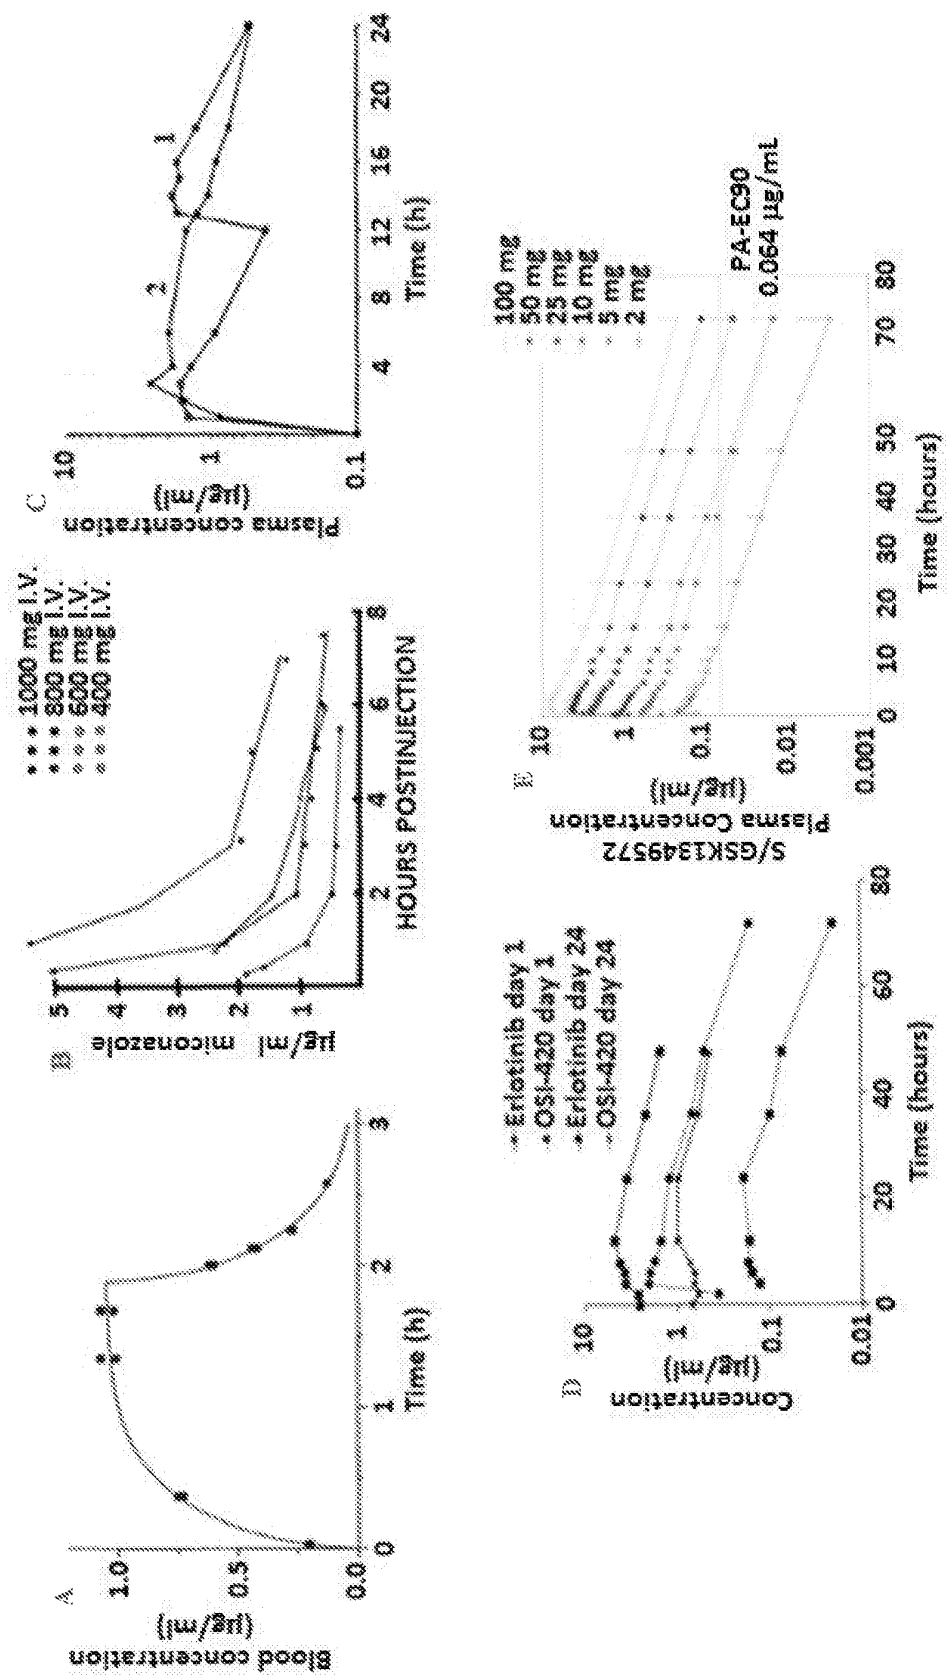 A
Blood concentration
(µg/ml)
1.0
0.5
0.0
0
1
2
3
Time (h)
B
µg/ml miconazole
5
4
3
2
1
2
4
6
8
HOURS POSTINJECTION
1000 mg I.V.
800 mg I.V.
600 mg I.V.
400 mg I.V.
C
Plasma concentration
(µg/ml)
10
1
0.1
4
8
12
16
20
24
Time (h)
2
1
D
Concentration
(µg/ml)
10
1
0.1
0.01
0
20
40
60
80
Time (hours)
Erlotinib day 1
OSI-420 day 1
Erlotinib day 24
OSI-420 day 24
E
S/GSK1349572
Plasma Concentration
(µg/ml)
10
1
0.1
0.01
0.001
0
10
20
30
40
50
70
80
Time (hours)
100 mg
50 mg
25 mg
10 mg
5 mg
2 mg
PA-EC90
0.064 µg/mL